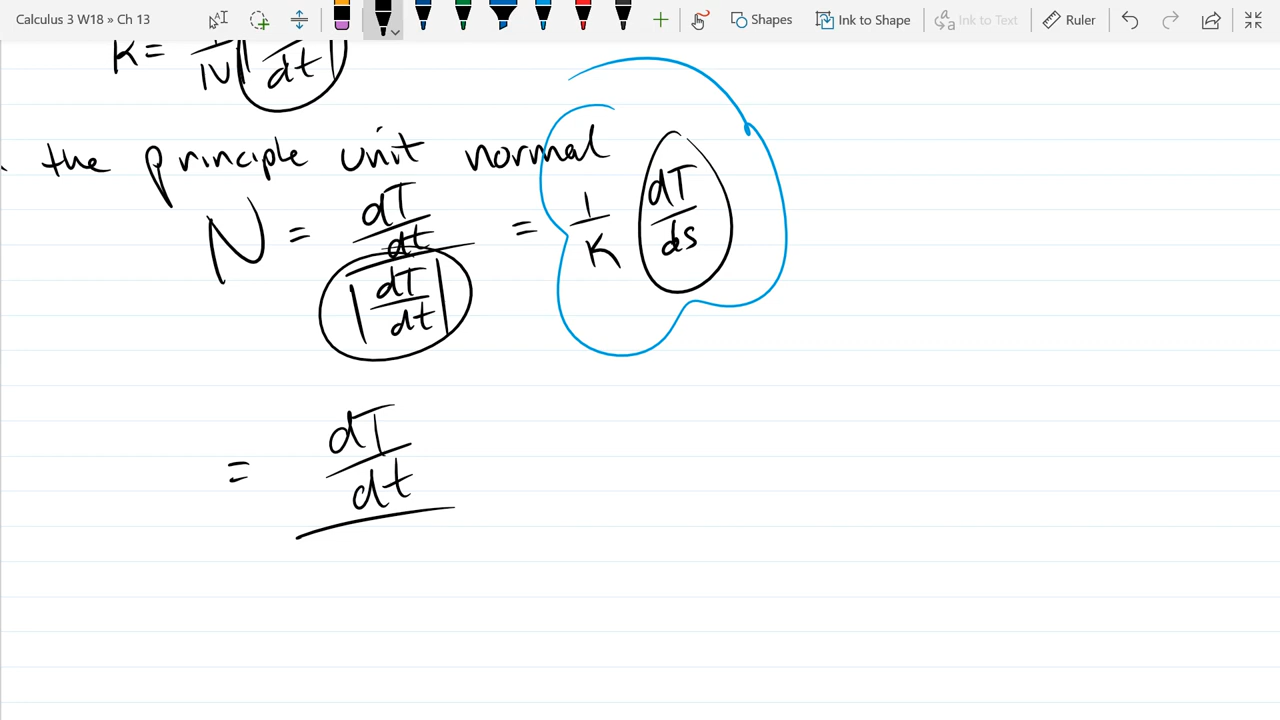 Calculus 3 W18 » Ch 13
Shapes
Ink to Shape
Ink to Text
Ruler
K = 1/|v| |dT/dt|
the principle unit normal
N = (dT/dt)/|dT/dt| = 1/K dT/ds
= dT/dt